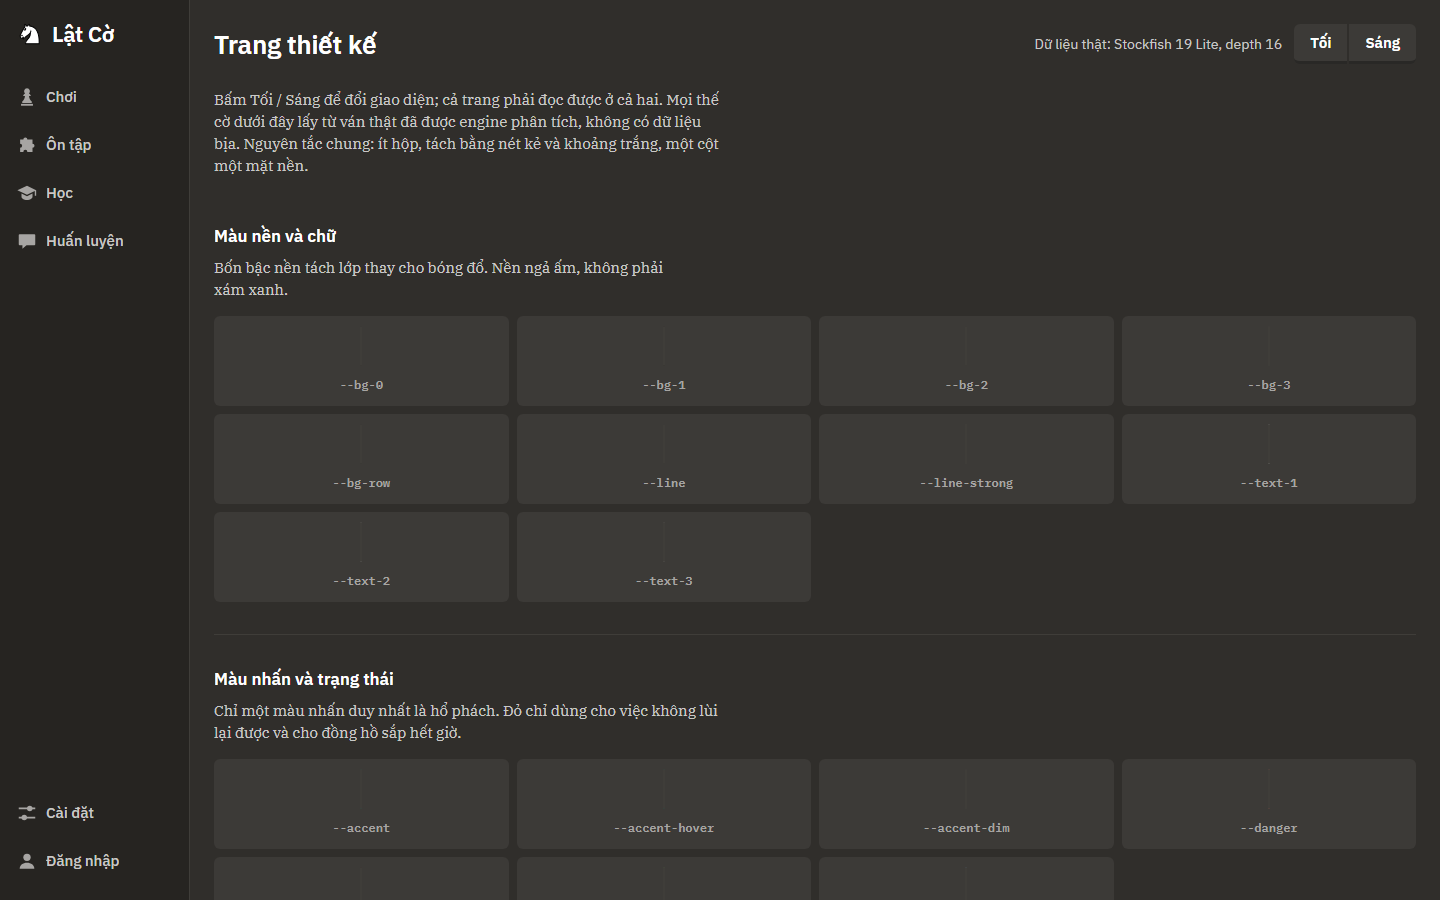 Lật Cờ
Chơi
Ôn tập
Học
Huấn luyện
Cài đặt
Đăng nhập
Trang thiết kế
Dữ liệu thật: Stockfish 19 Lite, depth 16
Tối
Sáng
Bấm Tối / Sáng để đổi giao diện; cả trang phải đọc được ở cả hai. Mọi thế
cờ dưới đây lấy từ ván thật đã được engine phân tích, không có dữ liệu
bịa. Nguyên tắc chung: ít hộp, tách bằng nét kẻ và khoảng trắng, một cột
một mặt nền.
Màu nền và chữ
Bốn bậc nền tách lớp thay cho bóng đổ. Nền ngả ấm, không phải
xám xanh.
--bg-0
--bg-1
--bg-2
--bg-3
--bg-row
--line
--line-strong
--text-1
--text-2
--text-3
Màu nhấn và trạng thái
Chỉ một màu nhấn duy nhất là hổ phách. Đỏ chỉ dùng cho việc không lùi
lại được và cho đồng hồ sắp hết giờ.
--accent
--accent-hover
--accent-dim
--danger